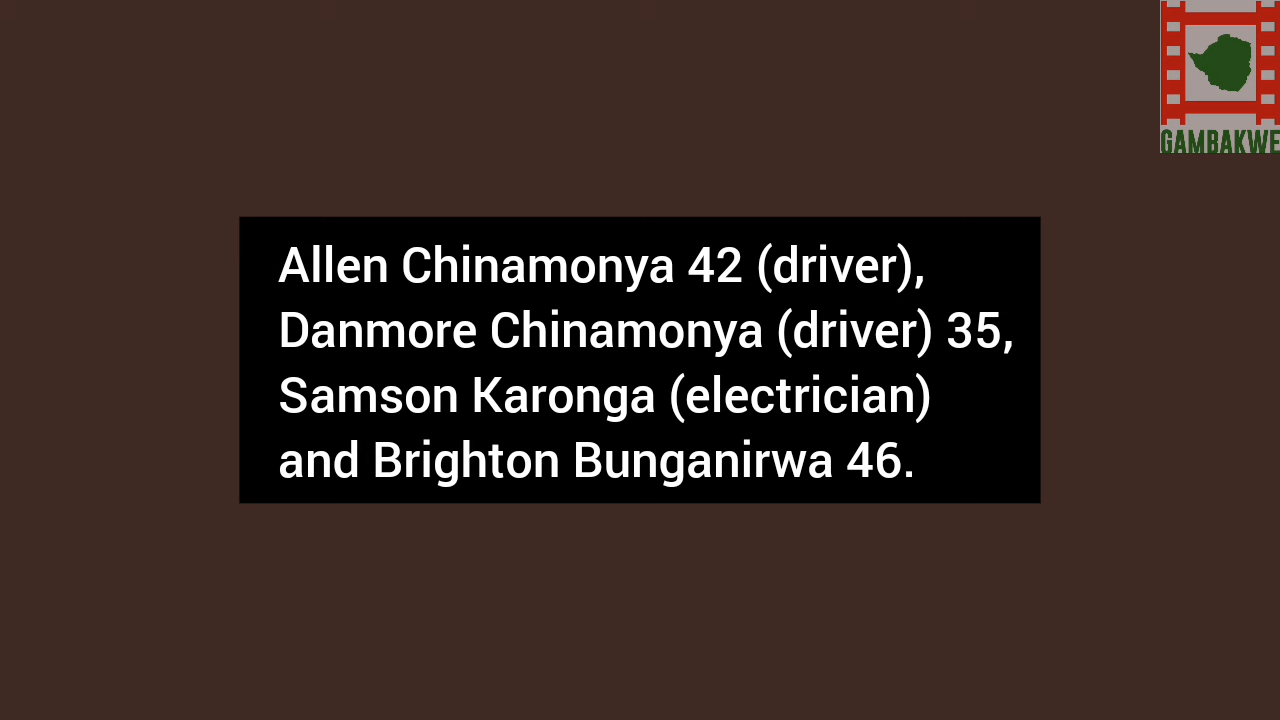 GAMBAKWE
Allen Chinamonya 42 (driver),
Danmore Chinamonya (driver) 35,
Samson Karonga (electrician)
and Brighton Bunganirwa 46.